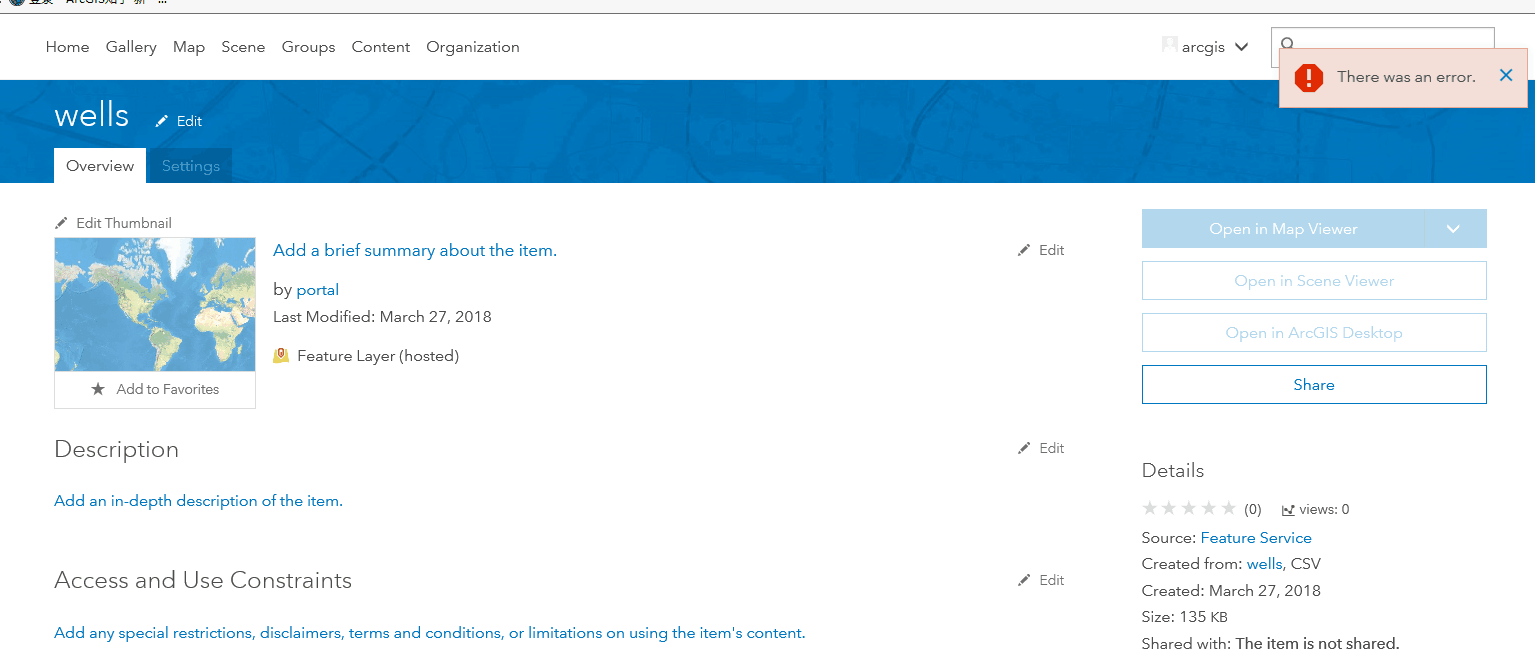 Home Gallery Map Scene Groups Content Organization
arcgis
There was an error.
wells
Edit
Overview
Settings
Edit Thumbnail
Add to Favorites
Add a brief summary about the item.
Edit
by portal
Last Modified: March 27, 2018
Feature Layer (hosted)
Open in Map Viewer
Open in Scene Viewer
Open in ArcGIS Desktop
Share
Description
Edit
Add an in-depth description of the item.
Access and Use Constraints
Edit
Add any special restrictions, disclaimers, terms and conditions, or limitations on using the item's content.
Details
(0) views: 0
Source: Feature Service
Created from: wells, CSV
Created: March 27, 2018
Size: 135 KB
Shared with: The item is not shared.